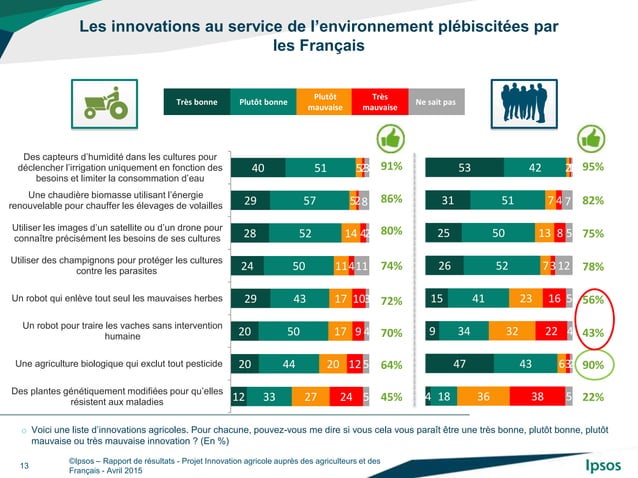 Les innovations au service de l'environnement plébiscitées par
les Français
Très bonne
Plutôt bonne
Plutôt
mauvaise
Très
mauvaise
Ne sait pas
Des capteurs d'humidité dans les cultures pour
déclencher l'irrigation uniquement en fonction des
besoins et limiter la consommation d'eau
40 51 5 2 91%
53 42 95%
Une chaudière biomasse utilisant l'énergie
renouvelable pour chauffer les élevages de volailles
29 57 5 2 8 86%
31 51 7 4 7 82%
Utiliser les images d'un satellite ou d'un drone pour
connaître précisément les besoins de ses cultures
28 52 14 4 2 80%
25 50 13 8 5 75%
Utiliser des champignons pour protéger les cultures
contre les parasites
24 50 11 4 11 74%
26 52 7 3 12 78%
Un robot qui enlève tout seul les mauvaises herbes
29 43 17 10 3 72%
15 41 23 16 5 56%
Un robot pour traire les vaches sans intervention
humaine
20 50 17 9 4 70%
9 34 32 22 4 43%
Une agriculture biologique qui exclut tout pesticide
20 44 20 12 5 64%
47 43 6 3 2 90%
Des plantes génétiquement modifiées pour qu'elles
résistent aux maladies
12 33 27 24 5 45%
4 18 36 38 5 22%
o Voici une liste d'innovations agricoles. Pour chacune, pouvez-vous me dire si vous cela vous paraît être une très bonne, plutôt bonne, plutôt
mauvaise ou très mauvaise innovation ? (En %)
13
©Ipsos – Rapport de résultats - Projet Innovation agricole auprès des agriculteurs et des
Français - Avril 2015
Ipsos